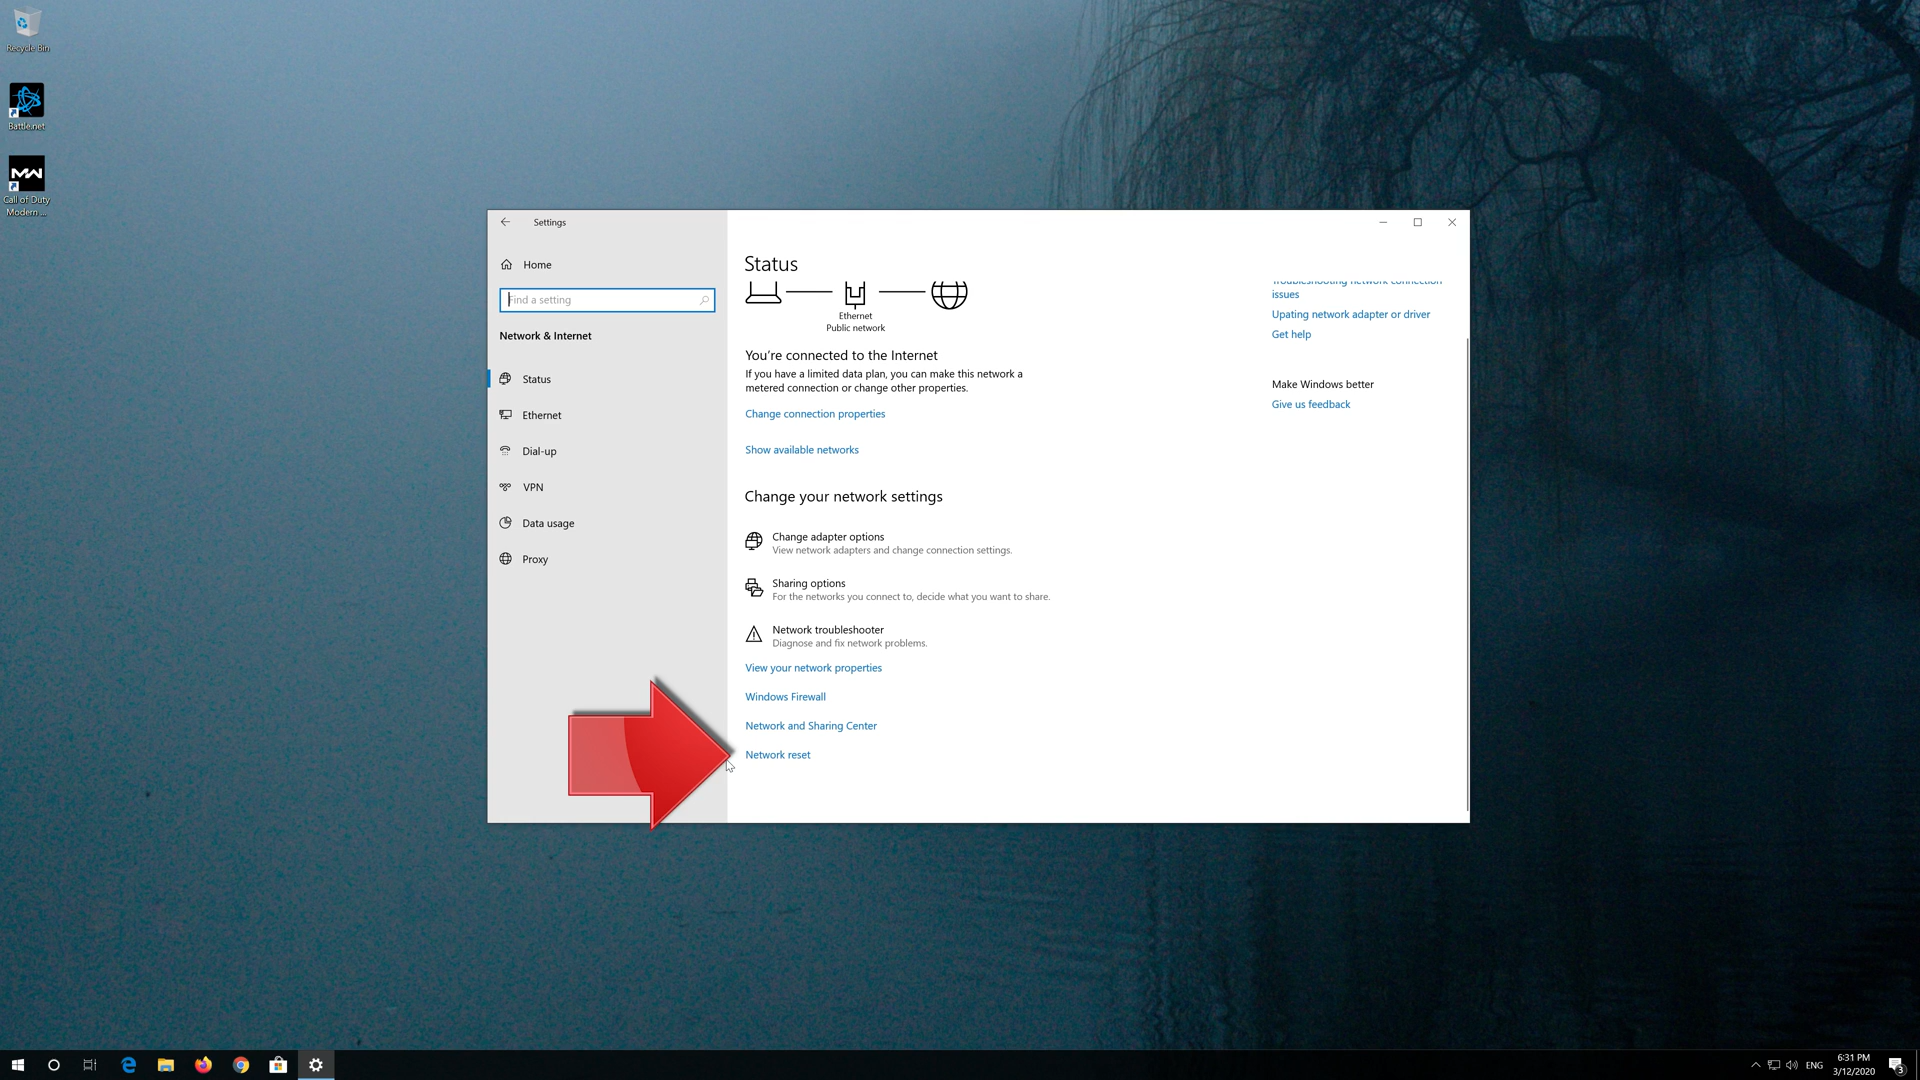 Recycle Bin
Battle.net
Call of Duty
Modern ...
Settings
Home
Find a setting
Network & Internet
Status
Ethernet
Dial-up
VPN
Data usage
Proxy
Status
Ethernet
Public network
You're connected to the Internet
If you have a limited data plan, you can make this network a
metered connection or change other properties.
Change connection properties
Show available networks
Change your network settings
Change adapter options
View network adapters and change connection settings.
Sharing options
For the networks you connect to, decide what you want to share.
Network troubleshooter
Diagnose and fix network problems.
View your network properties
Windows Firewall
Network and Sharing Center
Network reset
Troubleshooting network connection
issues
Upating network adapter or driver
Get help
Make Windows better
Give us feedback
ENG
6:31 PM
3/12/2020
3